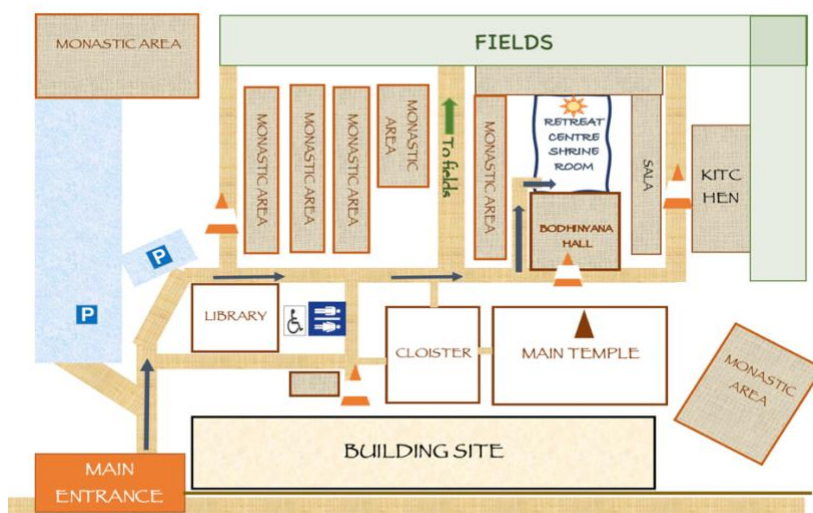 MONASTIC AREA
FIELDS
MONASTIC AREA
MONASTIC AREA
MONASTIC AREA
MONASTIC
AREA
To fields
MONASTIC AREA
RETREAT
CENTRE
SHRINE
ROOM
SALA
KITC
HEN
BODHINYANA
HALL
P
P
LIBRARY
CLOISTER
MAIN TEMPLE
MONASTIC
AREA
BUILDING SITE
MAIN
ENTRANCE